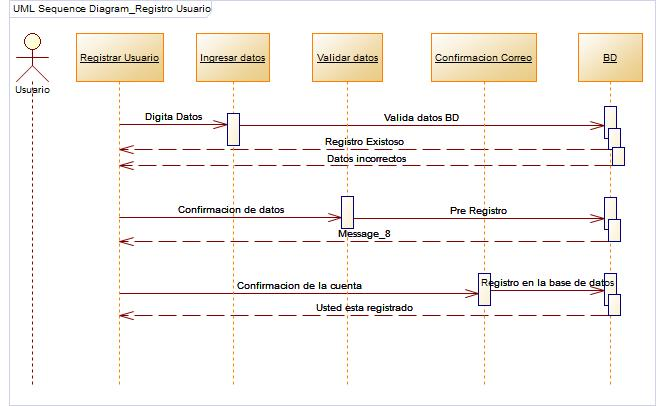 UML Sequence Diagram_Registro Usuario
Usuario
Registrar Usuario
Ingresar datos
Validar datos
Confirmacion Correo
BD
Digita Datos
Valida datos BD
Registro Existoso
Datos incorrectos
Confirmacion de datos
Pre Registro
Message_8
Confirmacion de la cuenta
Registro en la base de datos
Usted esta registrado